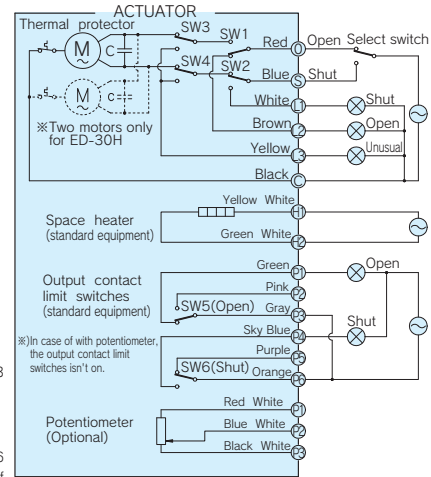 ACTUATOR
Thermal protector
SW3
SW1
Red O Open Select switch
M C
SW4 SW2
Blue S Shut
M C
White L1 Shut
※Two motors only
for ED-30H
Brown L2 Open
Yellow L3 Unusual
Black C
Yellow White H1
Space heater
(standard equipment)
Green White H2
Green P1 Open
Output contact
limit switches
(standard equipment)
Pink P2
SW5(Open) Gray P3
Sky Blue P4 Shut
※)In case of with potentiometer,
the output contact limit
switches isn't on.
Purple P5
SW6(Shut) Orange P6
Red White P1
Potentiometer
(Optional)
Blue White P2
Black White P3